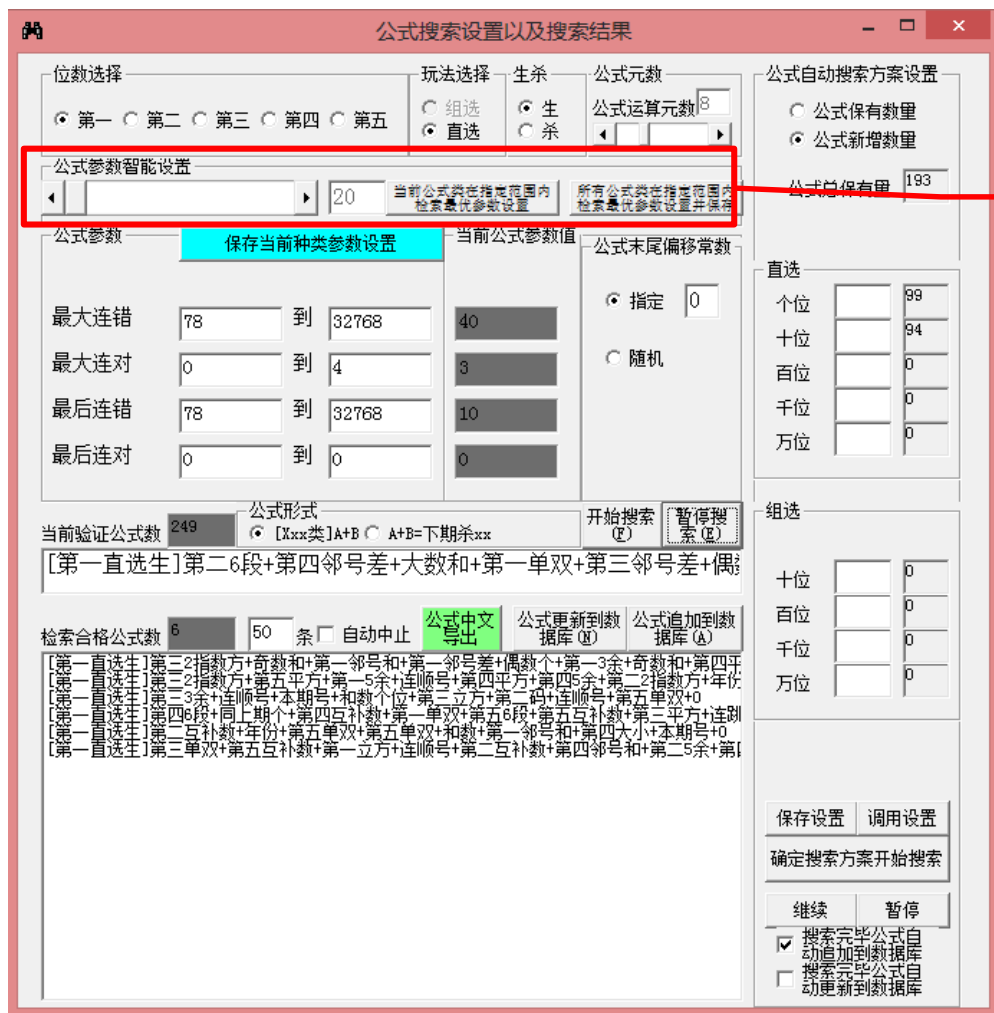 公式搜索设置以及搜索结果
位数选择
第一 第二 第三 第四 第五
玩法选择
组选
直选
生杀
生
杀
公式元数
公式运算元数 8
公式自动搜索方案设置
公式保有数量
公式新增数量
公式总保有量 193
公式参数智能设置
20
当前公式类在指定范围内
检索最优参数设置
所有公式类在指定范围内
检索最优参数设置并保存
公式参数
保存当前种类参数设置
当前公式参数值
最大连错 78 到 32768 40
最大连对 0 到 4 3
最后连错 78 到 32768 10
最后连对 0 到 0 0
公式末尾偏移常数
指定 0
随机
直选
个位 99
十位 94
百位 0
千位 0
万位 0
当前验证公式数 249
公式形式
[Xxx类]A+B A+B=下期杀xx
开始搜索
(F)
暂停搜
索(E)
[第一直选生]第二6段+第四邻号差+大数和+第一单双+第三邻号差+偶
检索合格公式数 6
50 条 自动中止
公式中文
导出
公式更新到数
据库(N)
公式追加到数
据库(A)
[第一直选生]第三2指数方+奇数和+第一邻号和+第一邻号差+偶数个+第一3余+奇数和+第四平
[第一直选生]第三2指数方+第五平方+第一5余+连顺号+第四平方+第四5余+第二2指数方+年份
[第一直选生]第三3余+连顺号+本期号+和数个位+第三立方+第二码+连顺号+第五单双+0
[第一直选生]第四6段+同上期个+第四互补数+第一单双+第五6段+第五互补数+第三平方+连跳
[第一直选生]第二互补数+年份+第五单双+第五单双+和数+第一邻号和+第四大小+本期号+0
[第一直选生]第三单双+第五互补数+第一立方+连顺号+第二互补数+第四邻号和+第二5余+第
组选
十位 0
百位 0
千位 0
万位 0
保存设置 调用设置
确定搜索方案开始搜索
继续 暂停
搜索完毕公式自
动追加到数据库
搜索完毕公式自
动更新到数据库